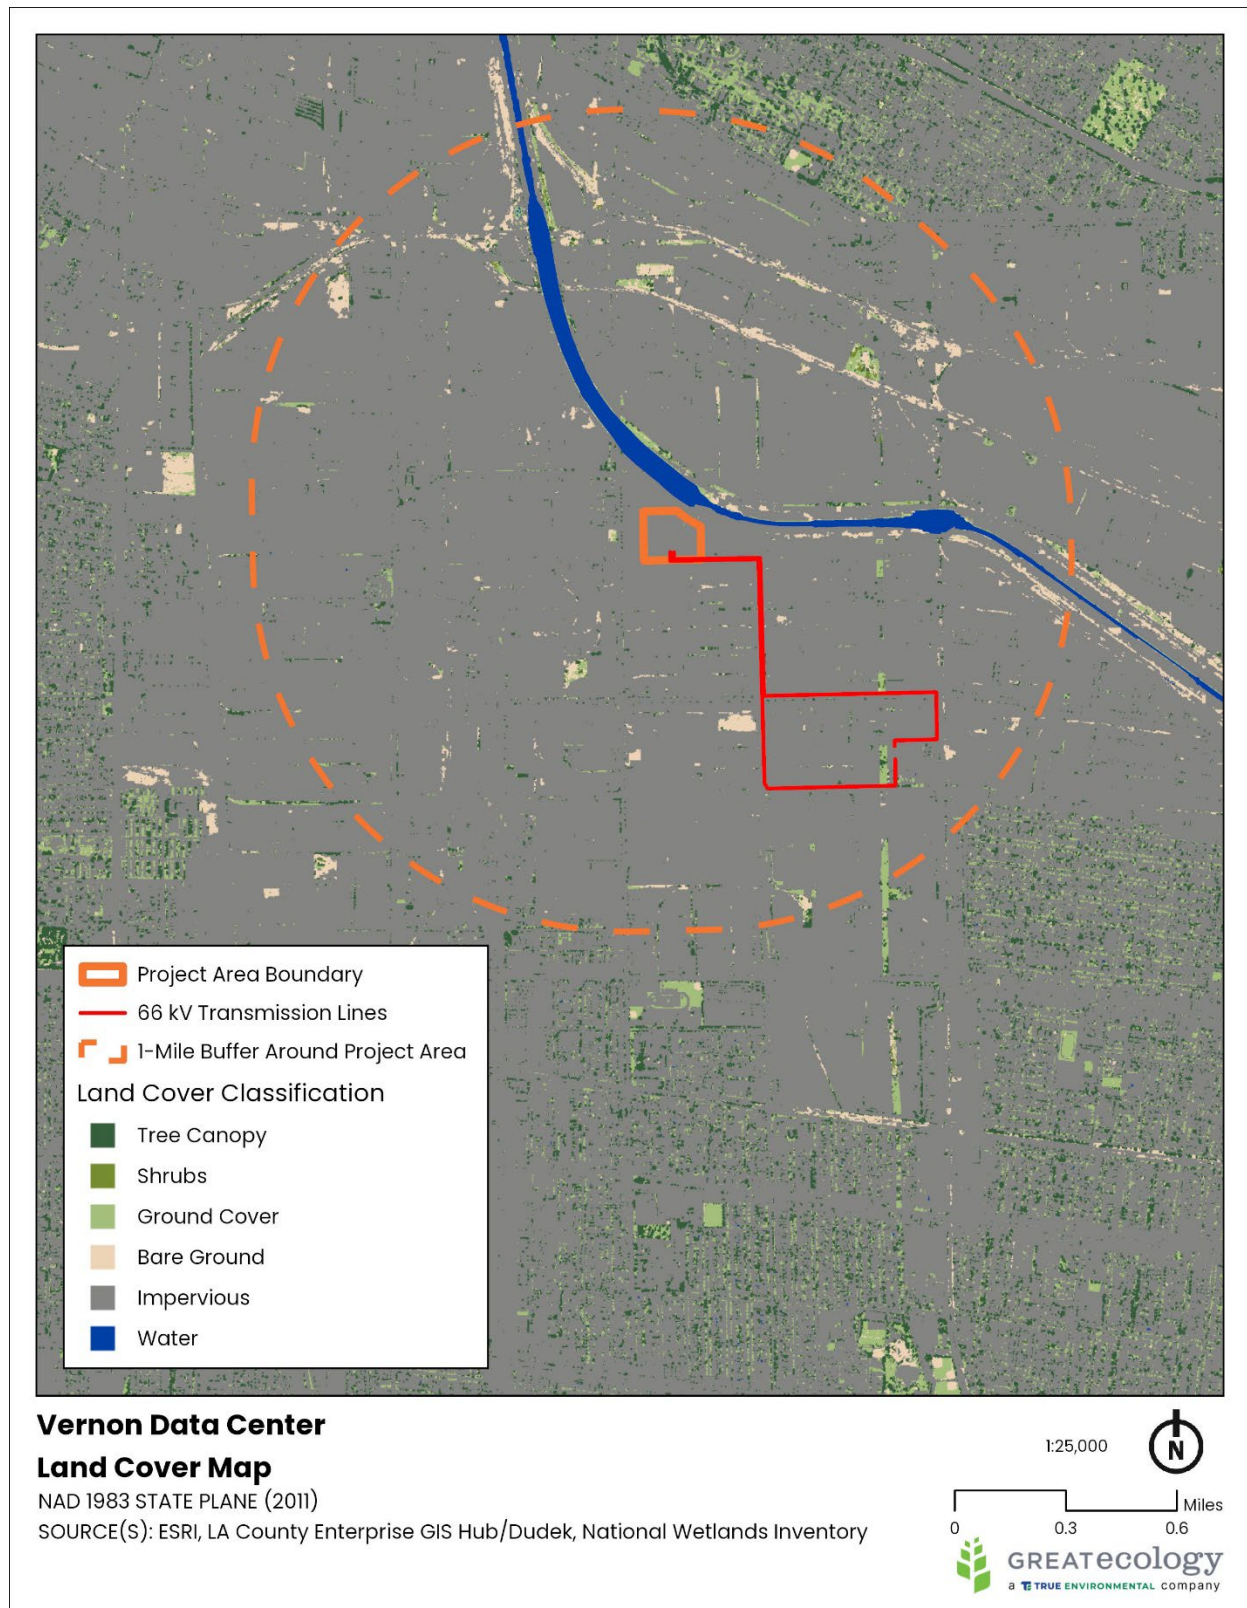 Project Area Boundary
66 kV Transmission Lines
1-Mile Buffer Around Project Area
Land Cover Classification
Tree Canopy
Shrubs
Ground Cover
Bare Ground
Impervious
Water
Vernon Data Center
Land Cover Map
NAD 1983 STATE PLANE (2011)
SOURCE(S): ESRI, LA County Enterprise GIS Hub/Dudek, National Wetlands Inventory
1:25,000
N
Miles
0 0.3 0.6
GREATecology
a TE TRUE ENVIRONMENTAL company